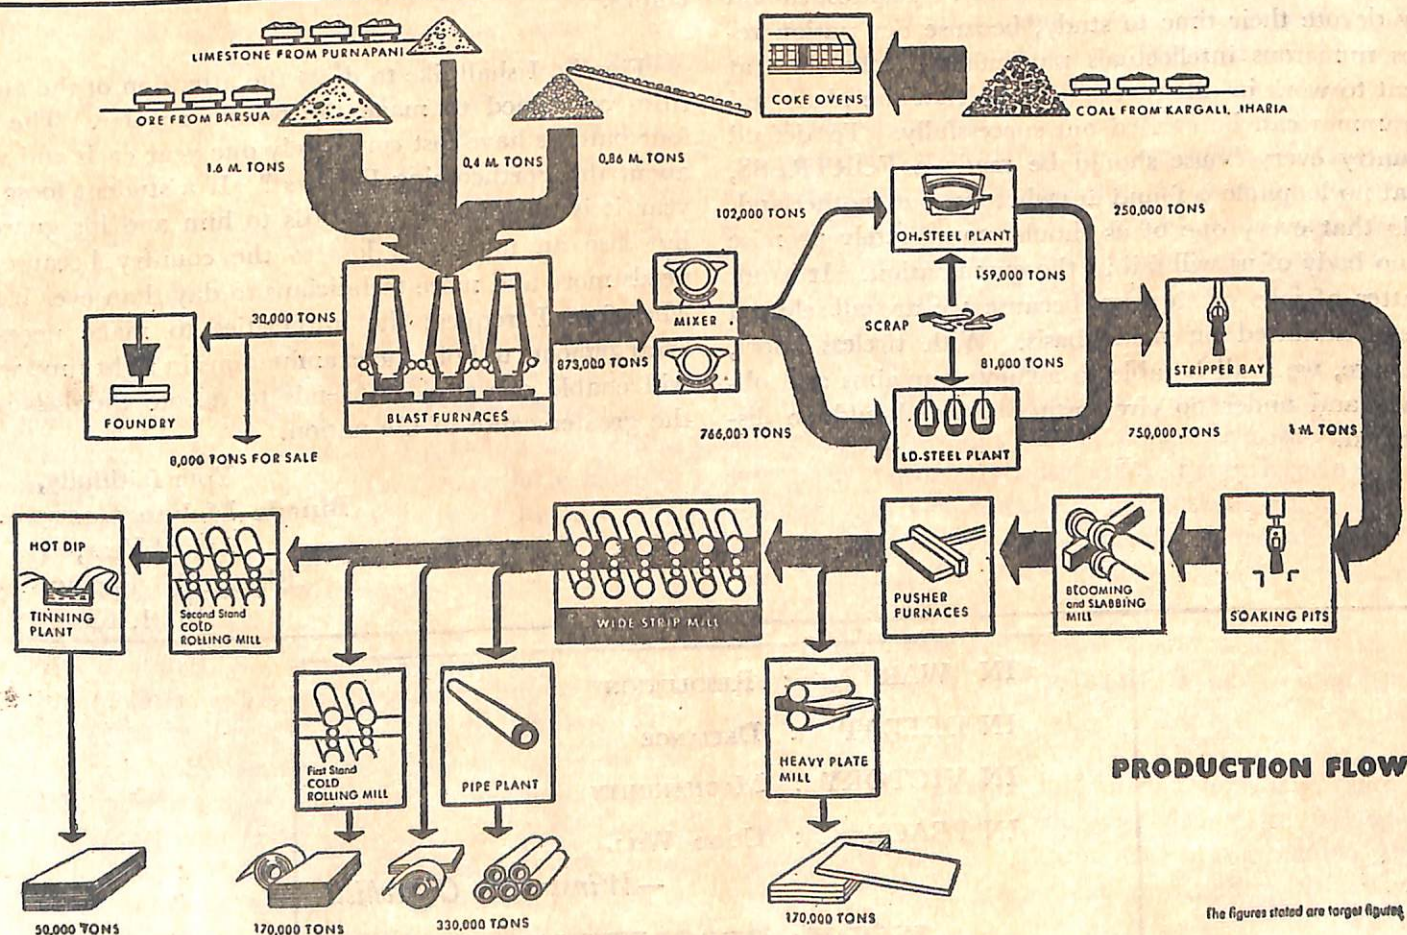 LIMESTONE FROM PURNAPANI
ORE FROM BARSUA
COKE OVENS
COAL FROM KARGALI, JHARIA
1.6 M. TONS
0.4 M. TONS
0.86 M. TONS
102,000 TONS
OH-STEEL PLANT
250,000 TONS
159,000 TONS
30,000 TONS
MIXER
SCRAP
873,000 TONS
81,000 TONS
STRIPPER BAY
FOUNDRY
BLAST FURNACES
766,000 TONS
LD-STEEL PLANT
750,000 TONS
1 M. TONS
8,000 TONS FOR SALE
HOT DIP
TINNING
PLANT
Second Stand
COLD
ROLLING MILL
WIDE STRIP MILL
PUSHER
FURNACES
BLOOMING
and SLABBING
MILL
SOAKING PITS
First Stand
COLD
ROLLING MILL
PIPE PLANT
HEAVY PLATE
MILL
PRODUCTION FLOW
50,000 TONS
170,000 TONS
330,000 TONS
170,000 TONS
The figures stated are target figures